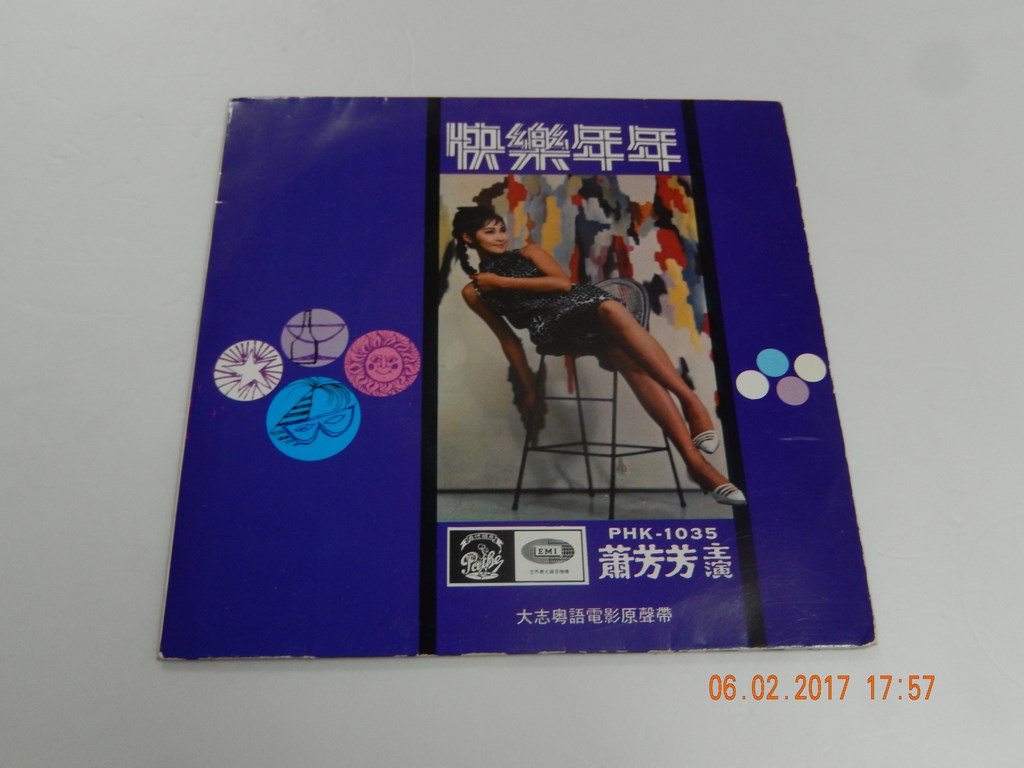 快樂年年
Pathe
EMI
PHK-1035
蕭芳芳主演
大志粵語電影原聲帶
06.02.2017 17:57